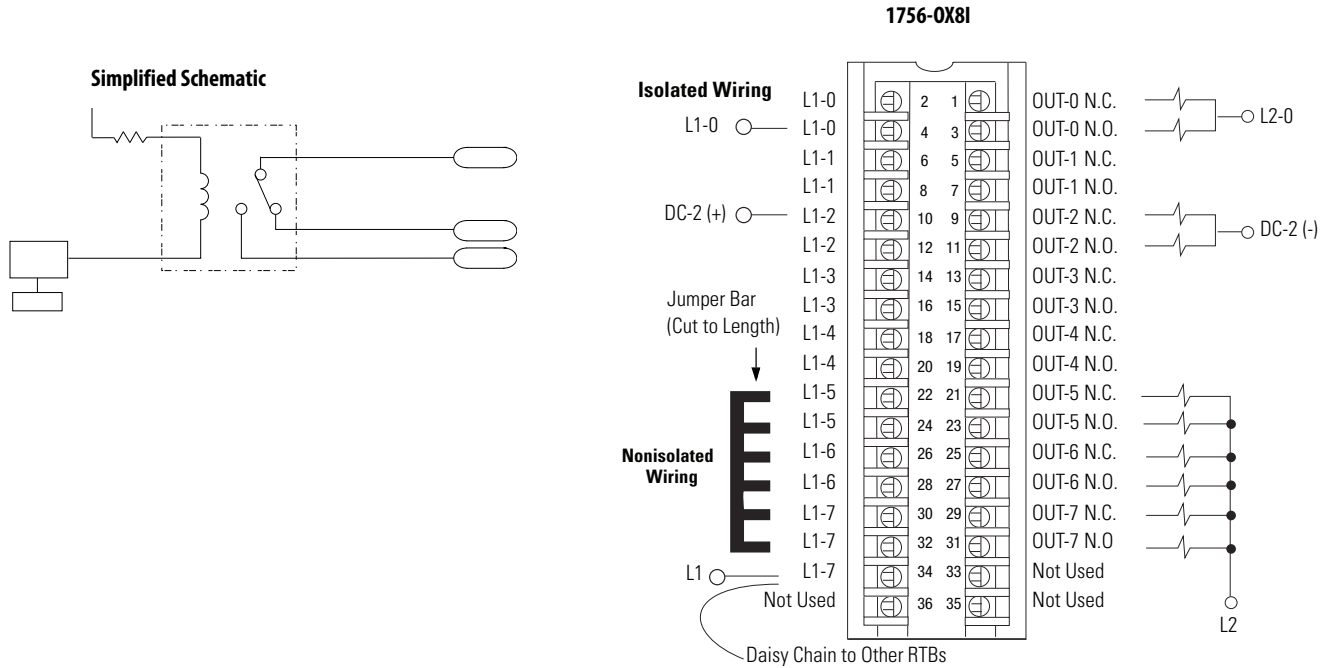 1756-OX8I
Simplified Schematic
Isolated Wiring
L1-0 2 1 OUT-0 N.C.
L1-0 L1-0 4 3 OUT-0 N.O. L2-0
L1-1 6 5 OUT-1 N.C.
L1-1 8 7 OUT-1 N.O.
DC-2 (+) L1-2 10 9 OUT-2 N.C. DC-2 (-)
L1-2 12 11 OUT-2 N.O.
L1-3 14 13 OUT-3 N.C.
Jumper Bar
(Cut to Length)
L1-3 16 15 OUT-3 N.O.
L1-4 18 17 OUT-4 N.C.
L1-4 20 19 OUT-4 N.O.
L1-5 22 21 OUT-5 N.C.
L1-5 24 23 OUT-5 N.O.
Nonisolated
Wiring
L1-6 26 25 OUT-6 N.C.
L1-6 28 27 OUT-6 N.O.
L1-7 30 29 OUT-7 N.C.
L1-7 32 31 OUT-7 N.O
L1 L1-7 34 33 Not Used
Not Used 36 35 Not Used
L2
Daisy Chain to Other RTBs